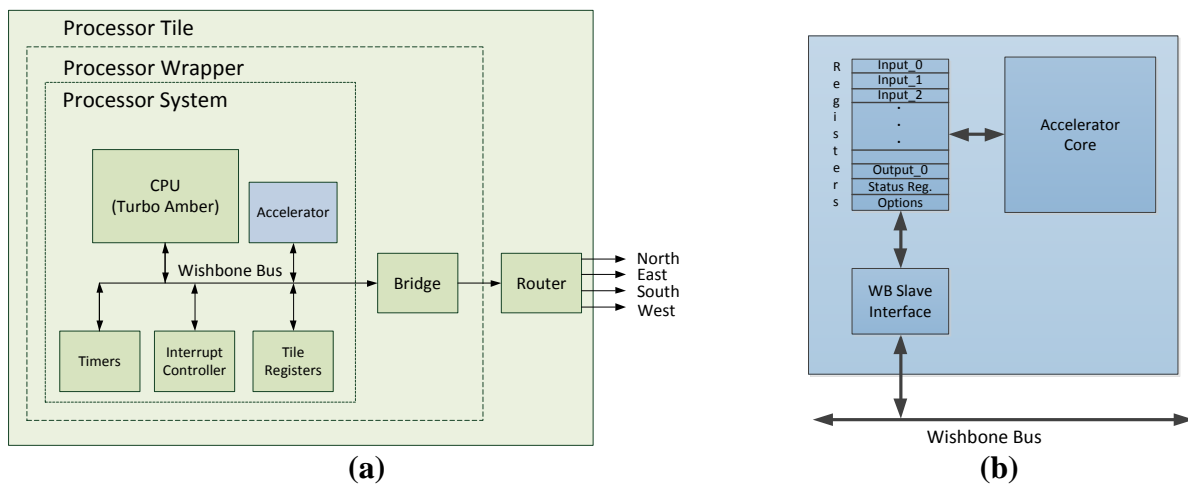 Processor Tile
Processor Wrapper
Processor System
CPU
(Turbo Amber)
Accelerator
Wishbone Bus
Bridge
Router
North
East
South
West
Timers
Interrupt
Controller
Tile
Registers
(a)
Registers
Input_0
Input_1
Input_2
.
.
.
Output_0
Status Reg.
Options
Accelerator
Core
WB Slave
Interface
Wishbone Bus
(b)